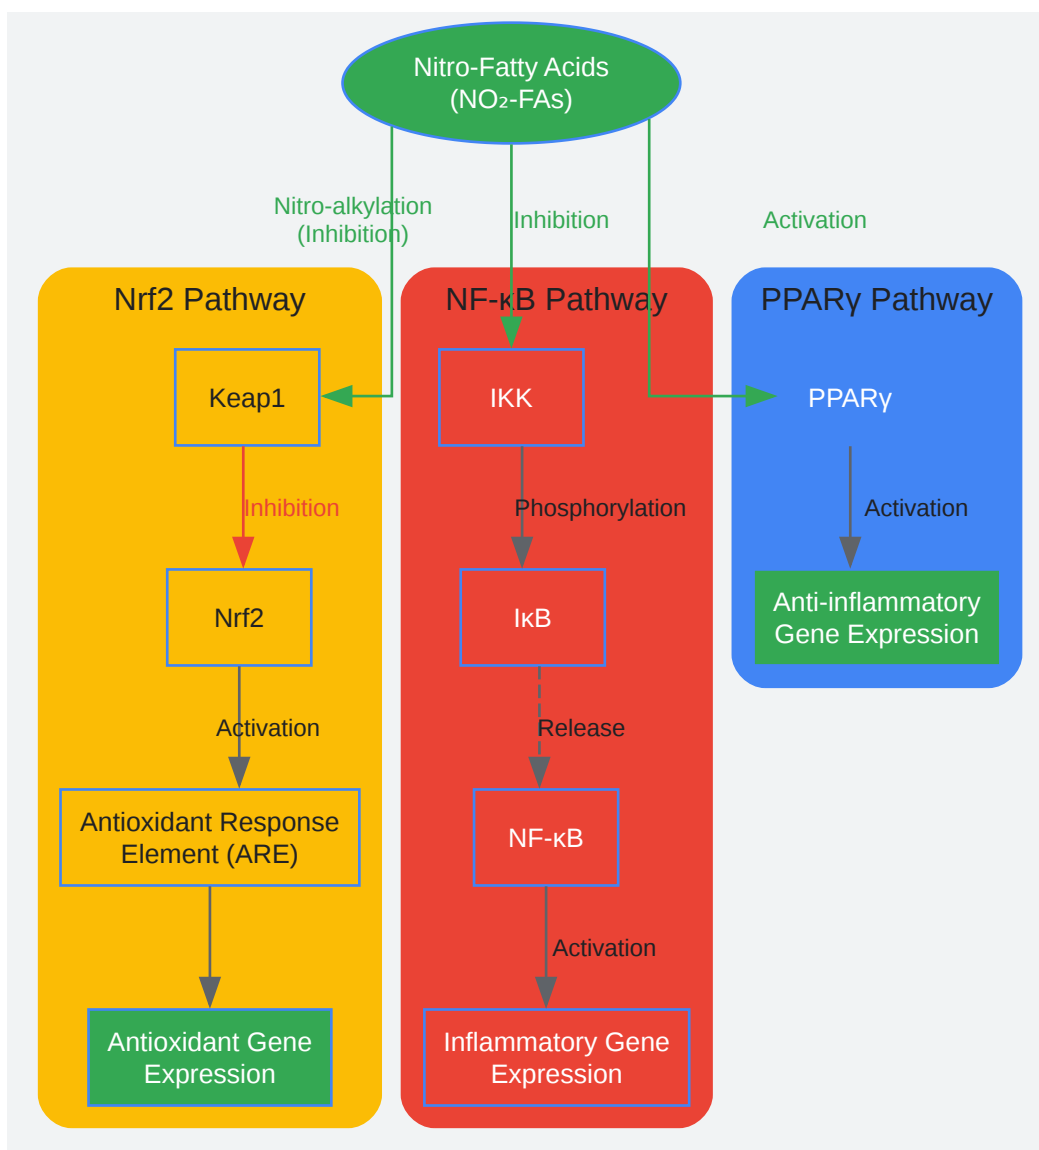 Nitro-Fatty Acids
(NO₂-FAs)
Nitro-alkylation
(Inhibition)
Inhibition
Activation
Nrf2 Pathway
Keap1
Inhibition
Nrf2
Activation
Antioxidant Response
Element (ARE)
Antioxidant Gene
Expression
NF-κB Pathway
IKK
Phosphorylation
IκB
Release
NF-κB
Activation
Inflammatory Gene
Expression
PPARγ Pathway
PPARγ
Activation
Anti-inflammatory
Gene Expression